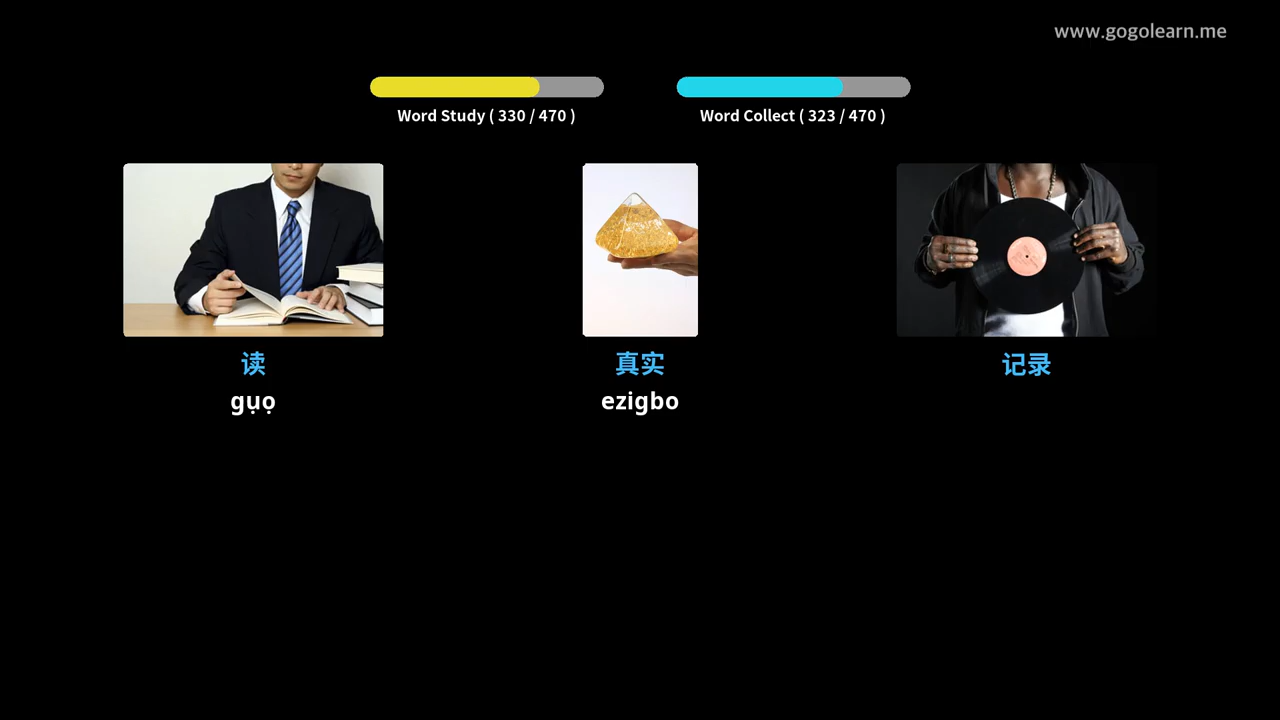 www.gogolearn.me
Word Study ( 330 / 470 )
Word Collect ( 323 / 470 )
读
真实
记录
gụọ
ezigbo